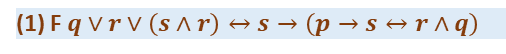 (1) F q ∨ r ∨ (s ∧ r) ↔ s → (p → s ↔ r ∧ q)